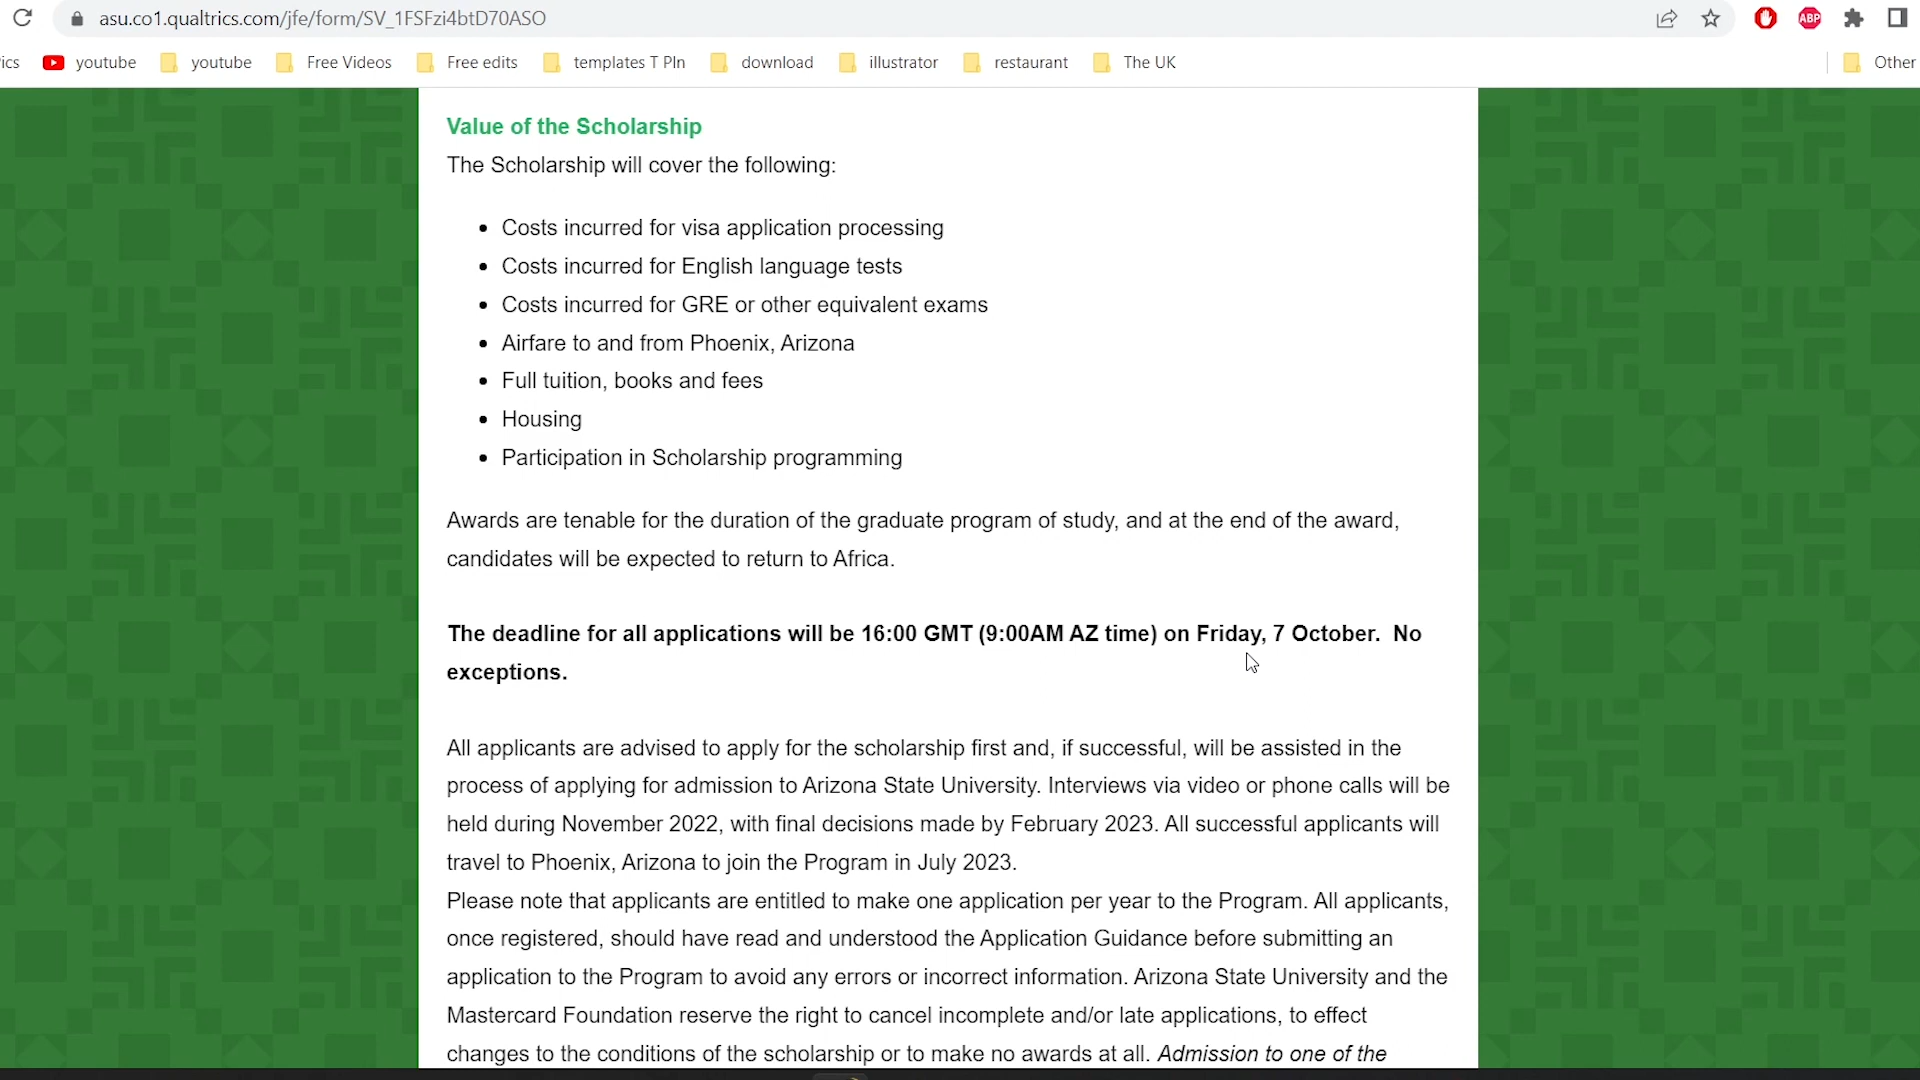 asu.co1.qualtrics.com/jfe/form/SV_1FSFzi4btD70ASO
ABP
ics youtube youtube Free Videos Free edits templates T Pln download illustrator restaurant The UK Other
Value of the Scholarship
The Scholarship will cover the following:
• Costs incurred for visa application processing
• Costs incurred for English language tests
• Costs incurred for GRE or other equivalent exams
• Airfare to and from Phoenix, Arizona
• Full tuition, books and fees
• Housing
• Participation in Scholarship programming
Awards are tenable for the duration of the graduate program of study, and at the end of the award,
candidates will be expected to return to Africa.
The deadline for all applications will be 16:00 GMT (9:00AM AZ time) on Friday, 7 October.  No
exceptions.
All applicants are advised to apply for the scholarship first and, if successful, will be assisted in the
process of applying for admission to Arizona State University. Interviews via video or phone calls will be
held during November 2022, with final decisions made by February 2023. All successful applicants will
travel to Phoenix, Arizona to join the Program in July 2023.
Please note that applicants are entitled to make one application per year to the Program. All applicants,
once registered, should have read and understood the Application Guidance before submitting an
application to the Program to avoid any errors or incorrect information. Arizona State University and the
Mastercard Foundation reserve the right to cancel incomplete and/or late applications, to effect
changes to the conditions of the scholarship or to make no awards at all. Admission to one of the